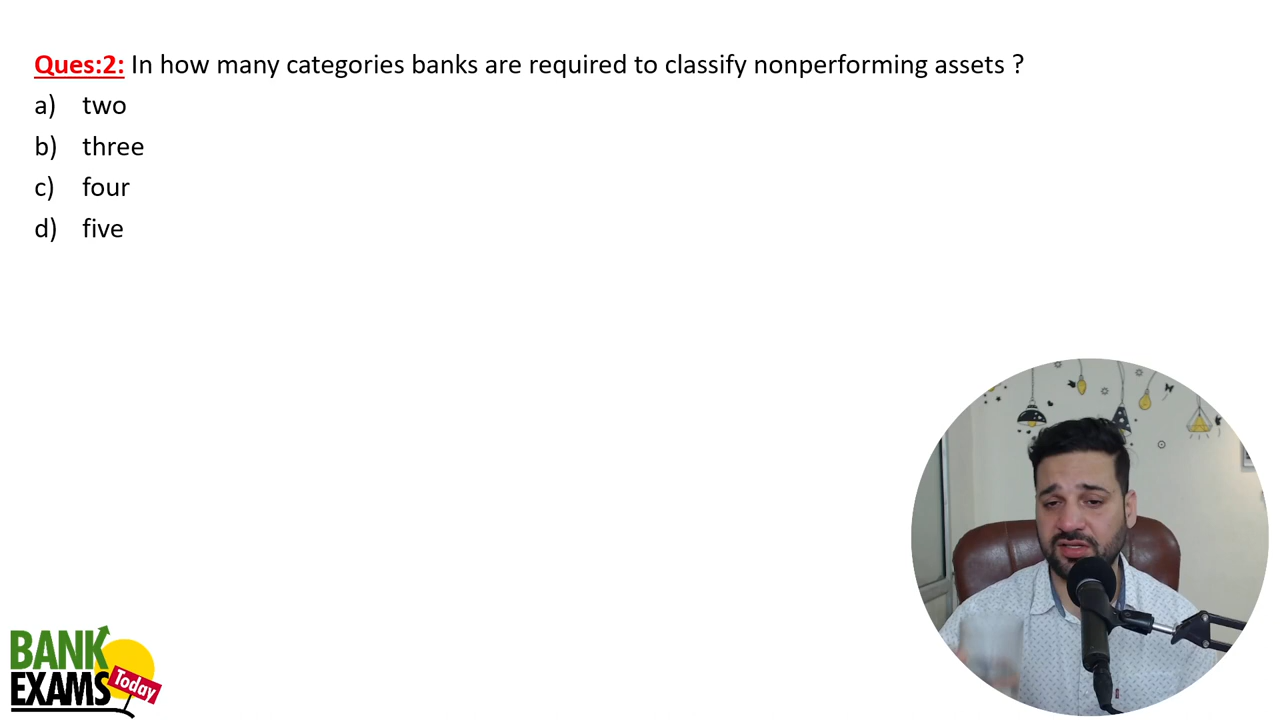 Ques:2: In how many categories banks are required to classify nonperforming assets ?
a) two
b) three
c) four
d) five
BANK
EXAMS
Today